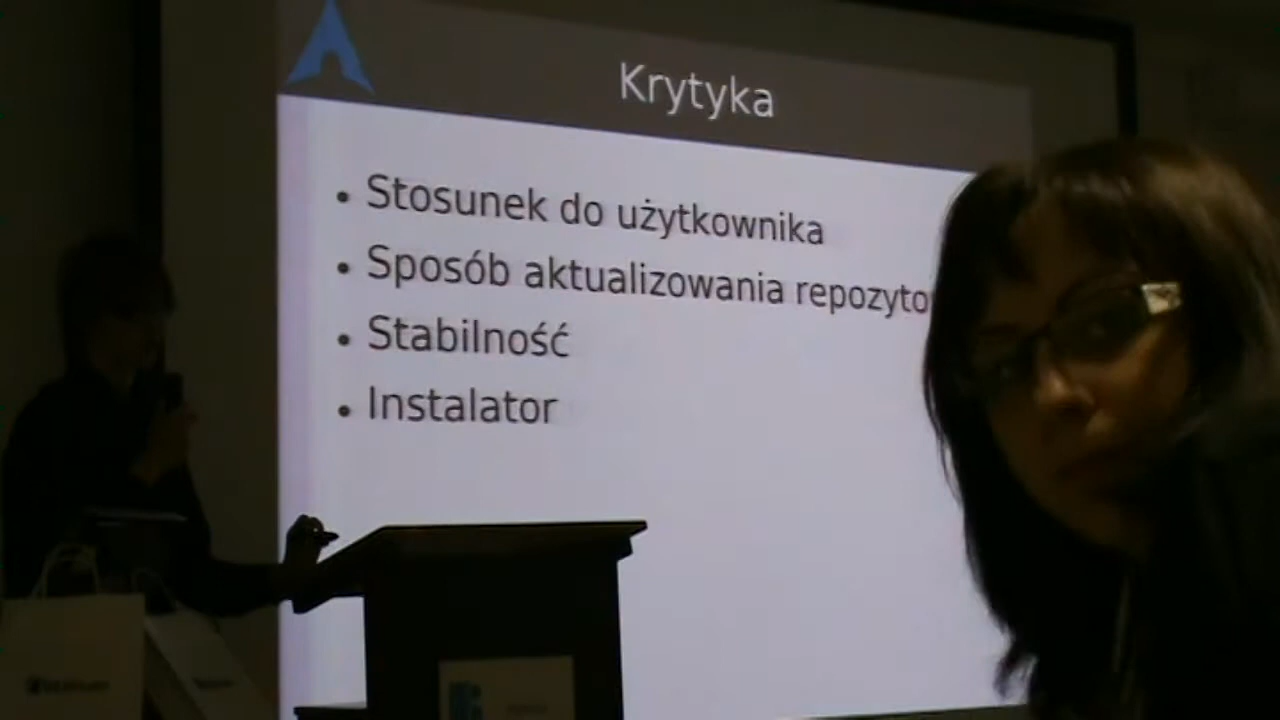 Krytyka
• Stosunek do użytkownika
• Sposób aktualizowania repozyto
• Stabilność
• Instalator